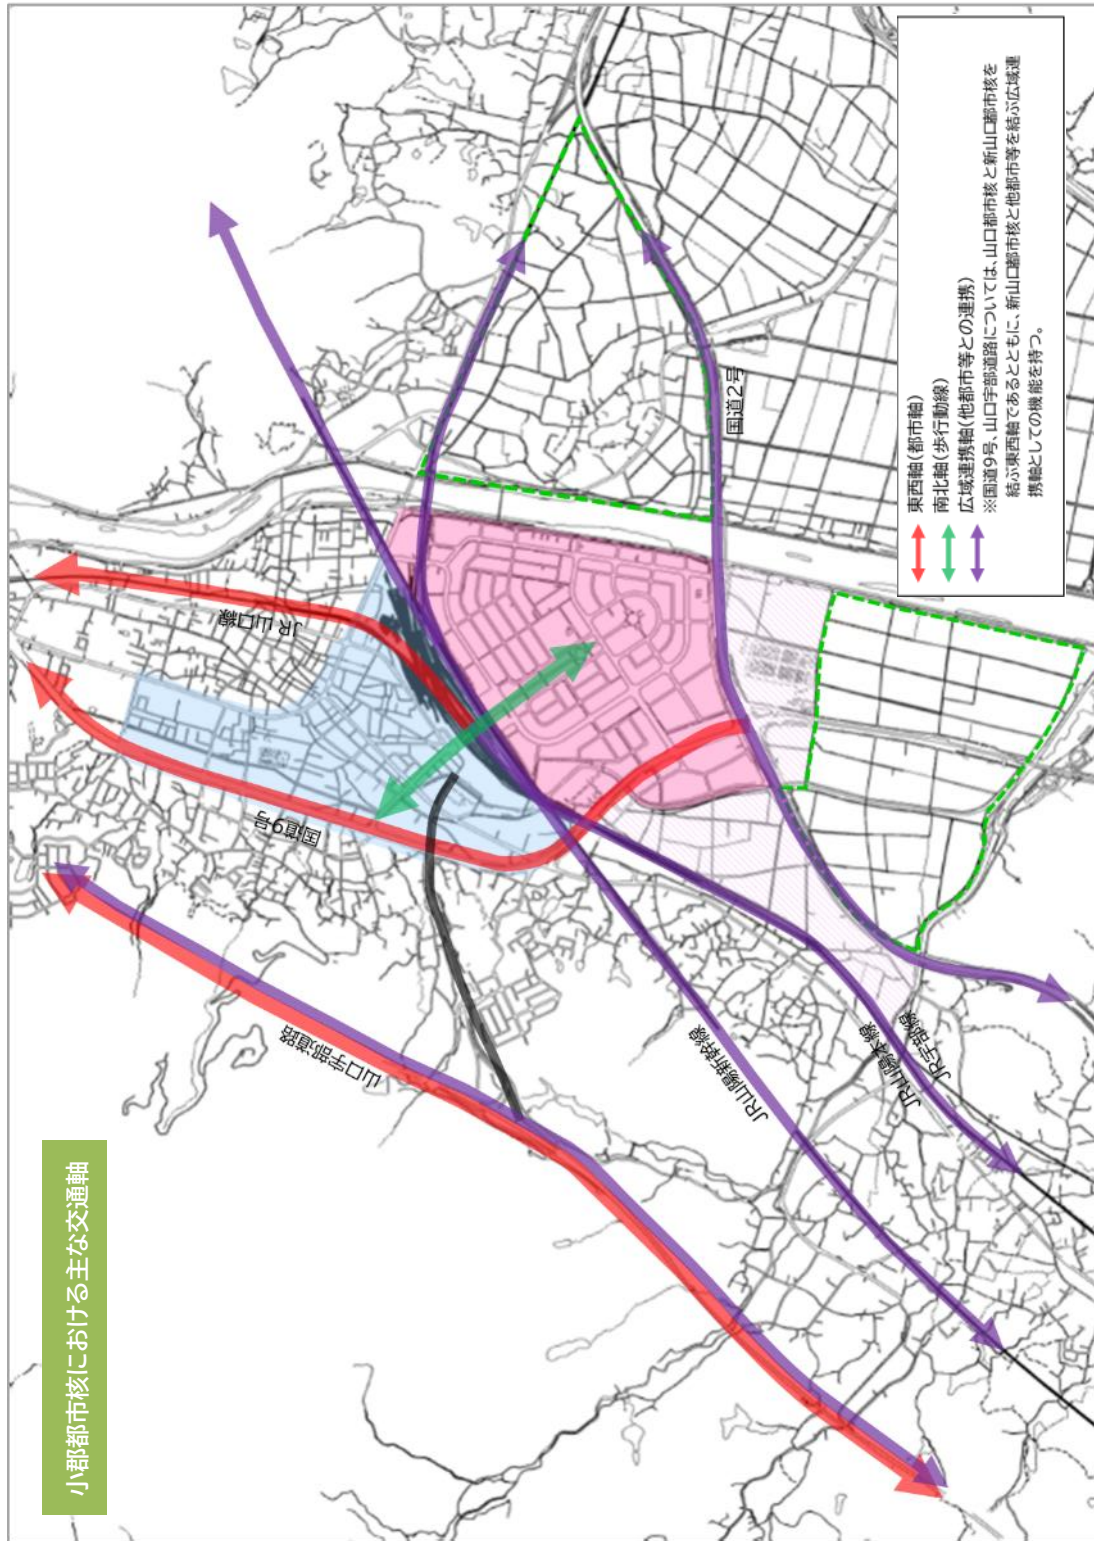 小郡都市核における主な交通軸
JR 山口線
国道9号
山口宇部道路
国道2号
JR山陽新幹線
JR山陽本線
JR宇部線
東西軸(都市軸)
南北軸(歩行動線)
広域連携軸(他都市等との連携)
※国道9号、山口宇部道路については、山口都市核と新山口都市核を
結ぶ東西軸であるとともに、新山口都市核と他都市等を結ぶ広域連
携軸としての機能を持つ。